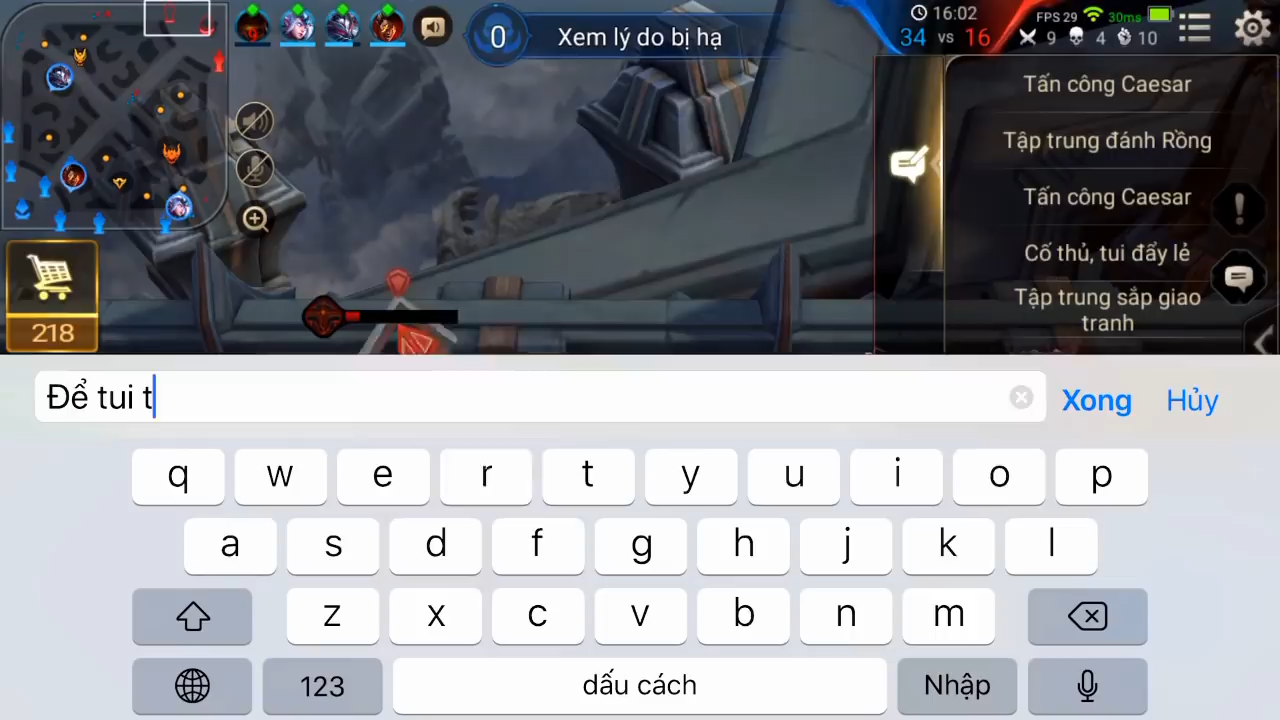 0
Xem lý do bị hạ
16:02
FPS 29
30ms
34 vs 16
9
4
10
Tấn công Caesar
Tập trung đánh Rồng
Tấn công Caesar
Cố thủ, tui đẩy lẻ
Tập trung sắp giao
tranh
218
Để tui t
Xong
Hủy
q w e r t y u i o p
a s d f g h j k l
z x c v b n m
123
dấu cách
Nhập